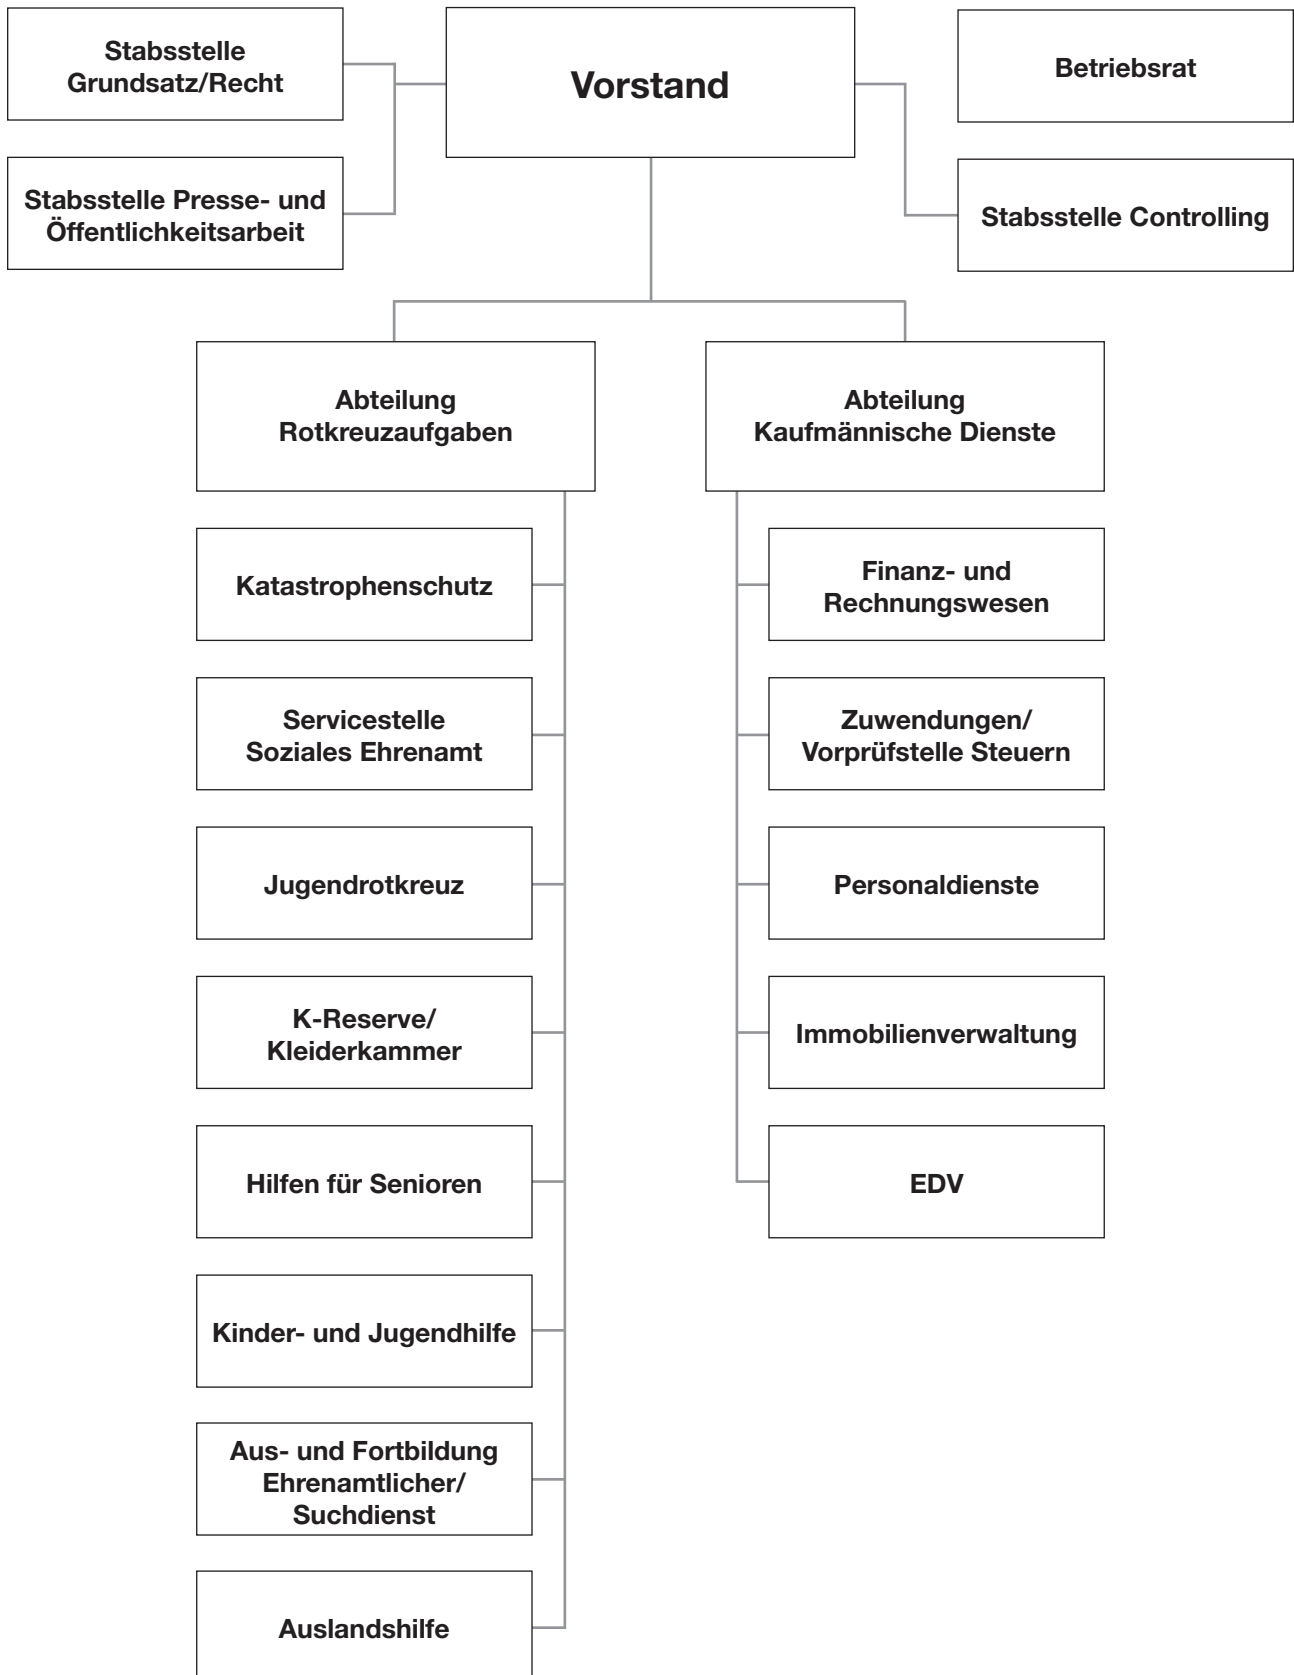 Stabsstelle
Grundsatz/Recht
Vorstand
Betriebsrat
Stabsstelle Presse- und
Öffentlichkeitsarbeit
Stabsstelle Controlling
Abteilung
Rotkreuzaufgaben
Abteilung
Kaufmännische Dienste
Katastrophenschutz
Servicestelle
Soziales Ehrenamt
Jugendrotkreuz
K-Reserve/
Kleiderkammer
Hilfen für Senioren
Kinder- und Jugendhilfe
Aus- und Fortbildung
Ehrenamtlicher/
Suchdienst
Auslandshilfe
Finanz- und
Rechnungswesen
Zuwendungen/
Vorprüfstelle Steuern
Personaldienste
Immobilienverwaltung
EDV